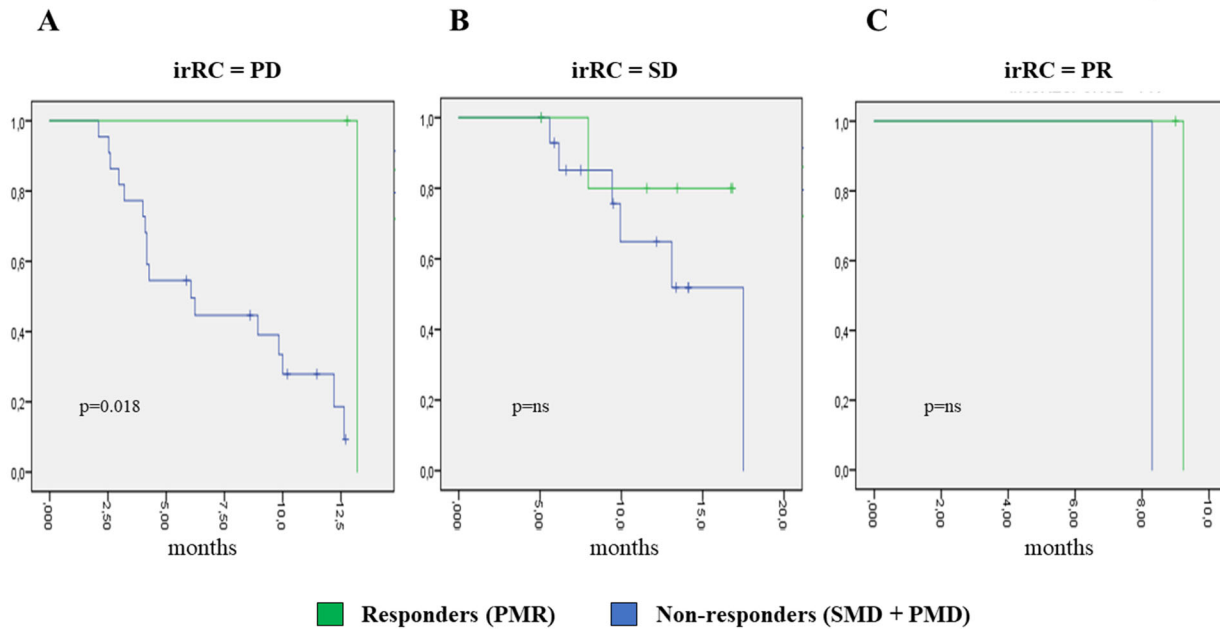 A
B
C
irRC = PD
irRC = SD
irRC = PR
1,0
0,8
0,6
0,4
0,2
0,0
p=0.018
,000
2,50
5,00
7,50
10,0
12,5
months
1,0
0,8
0,6
0,4
0,2
0,0
p=ns
,000
5,00
10,0
15,0
20,0
months
1,0
0,8
0,6
0,4
0,2
0,0
p=ns
,000
2,00
4,00
6,00
8,00
10,0
months
Responders (PMR)
Non-responders (SMD + PMD)